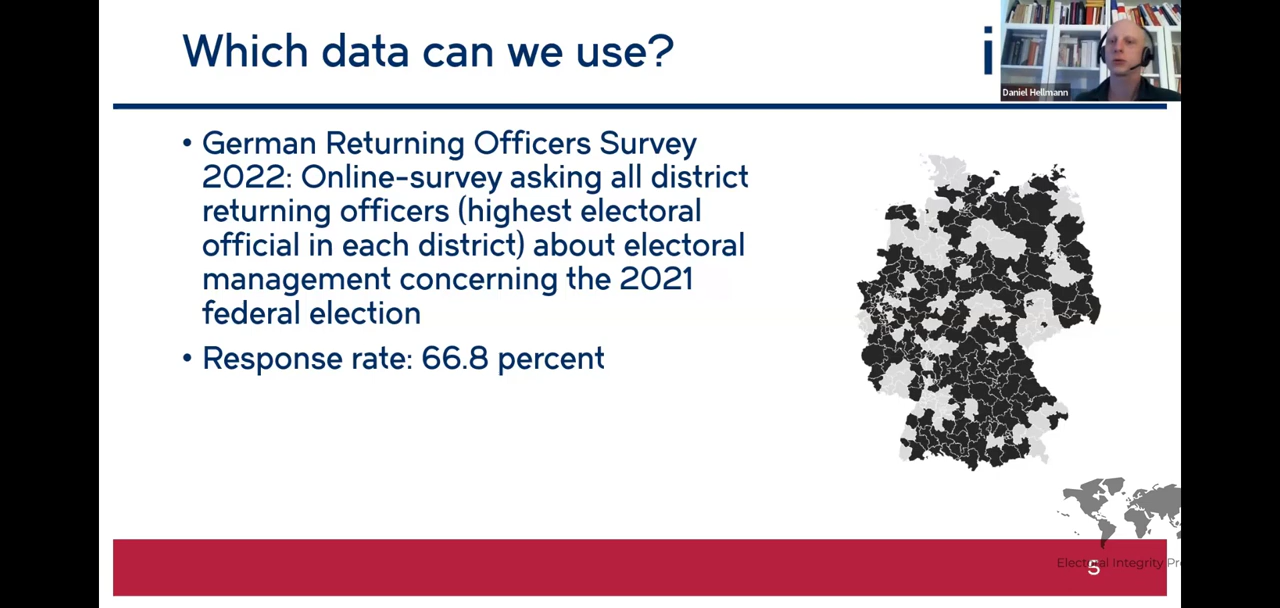 Which data can we use?
i
Daniel Hellmann
• German Returning Officers Survey
2022: Online-survey asking all district
returning officers (highest electoral
official in each district) about electoral
management concerning the 2021
federal election
• Response rate: 66.8 percent
Electoral Integrity Pr
5